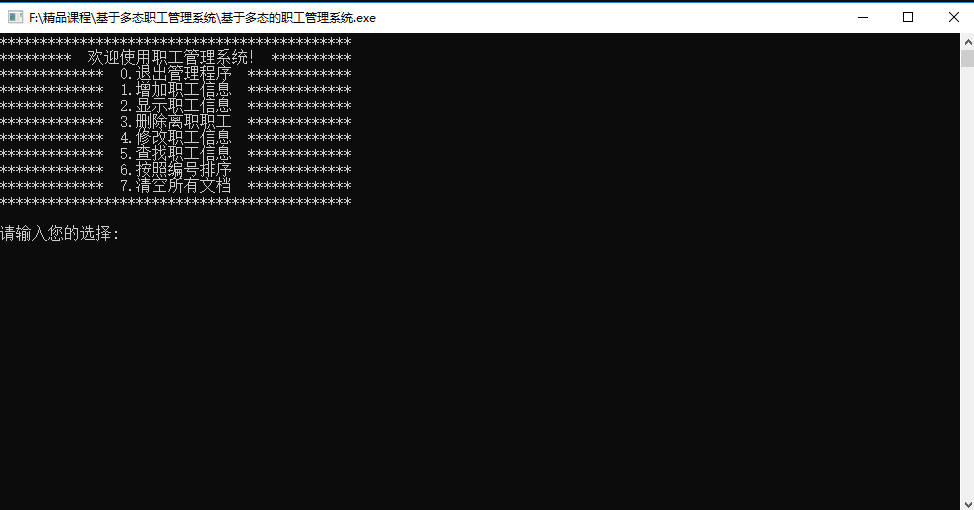 F:\精品课程\基于多态职工管理系统\基于多态的职工管理系统.exe
********************************************
*********  欢迎使用职工管理系统！ **********
*************  0.退出管理程序  *************
*************  1.增加职工信息  *************
*************  2.显示职工信息  *************
*************  3.删除离职职工  *************
*************  4.修改职工信息  *************
*************  5.查找职工信息  *************
*************  6.按照编号排序  *************
*************  7.清空所有文档  *************
********************************************
请输入您的选择: